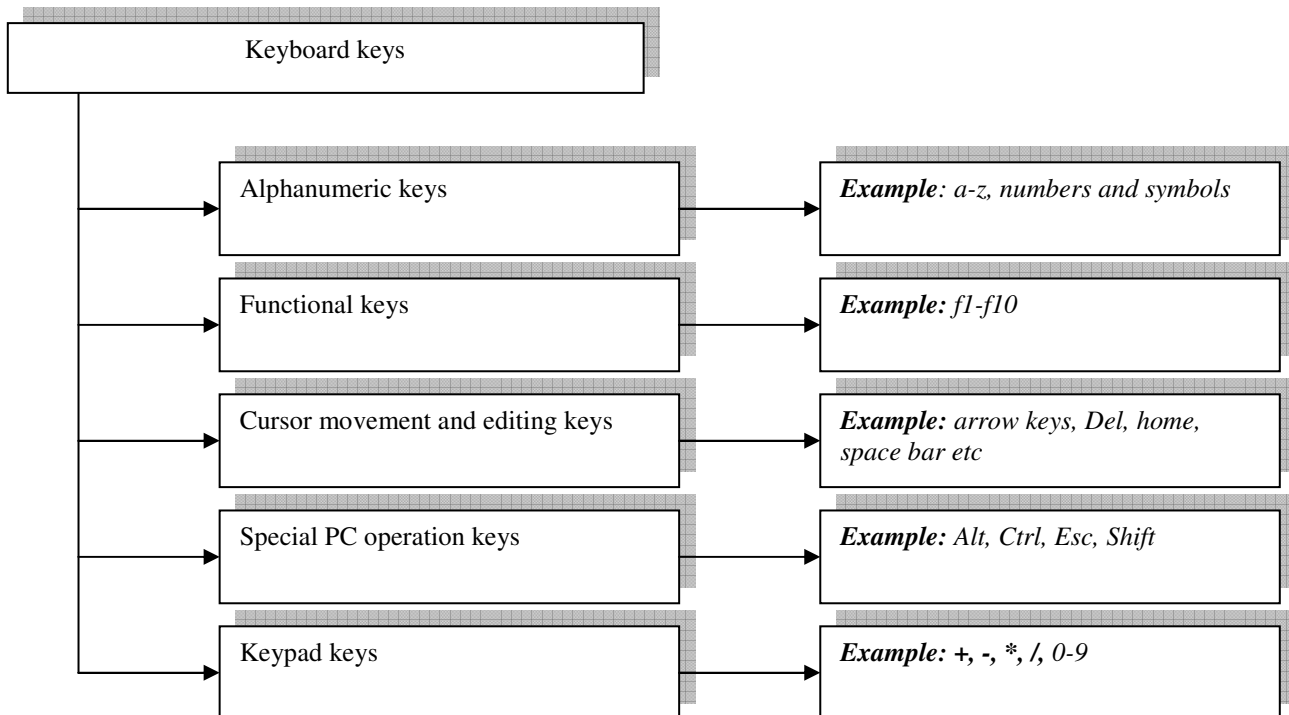 Keyboard keys
Alphanumeric keys
Example: a-z, numbers and symbols
Functional keys
Example: f1-f10
Cursor movement and editing keys
Example: arrow keys, Del, home,
space bar etc
Special PC operation keys
Example: Alt, Ctrl, Esc, Shift
Keypad keys
Example: +, -, *, /, 0-9